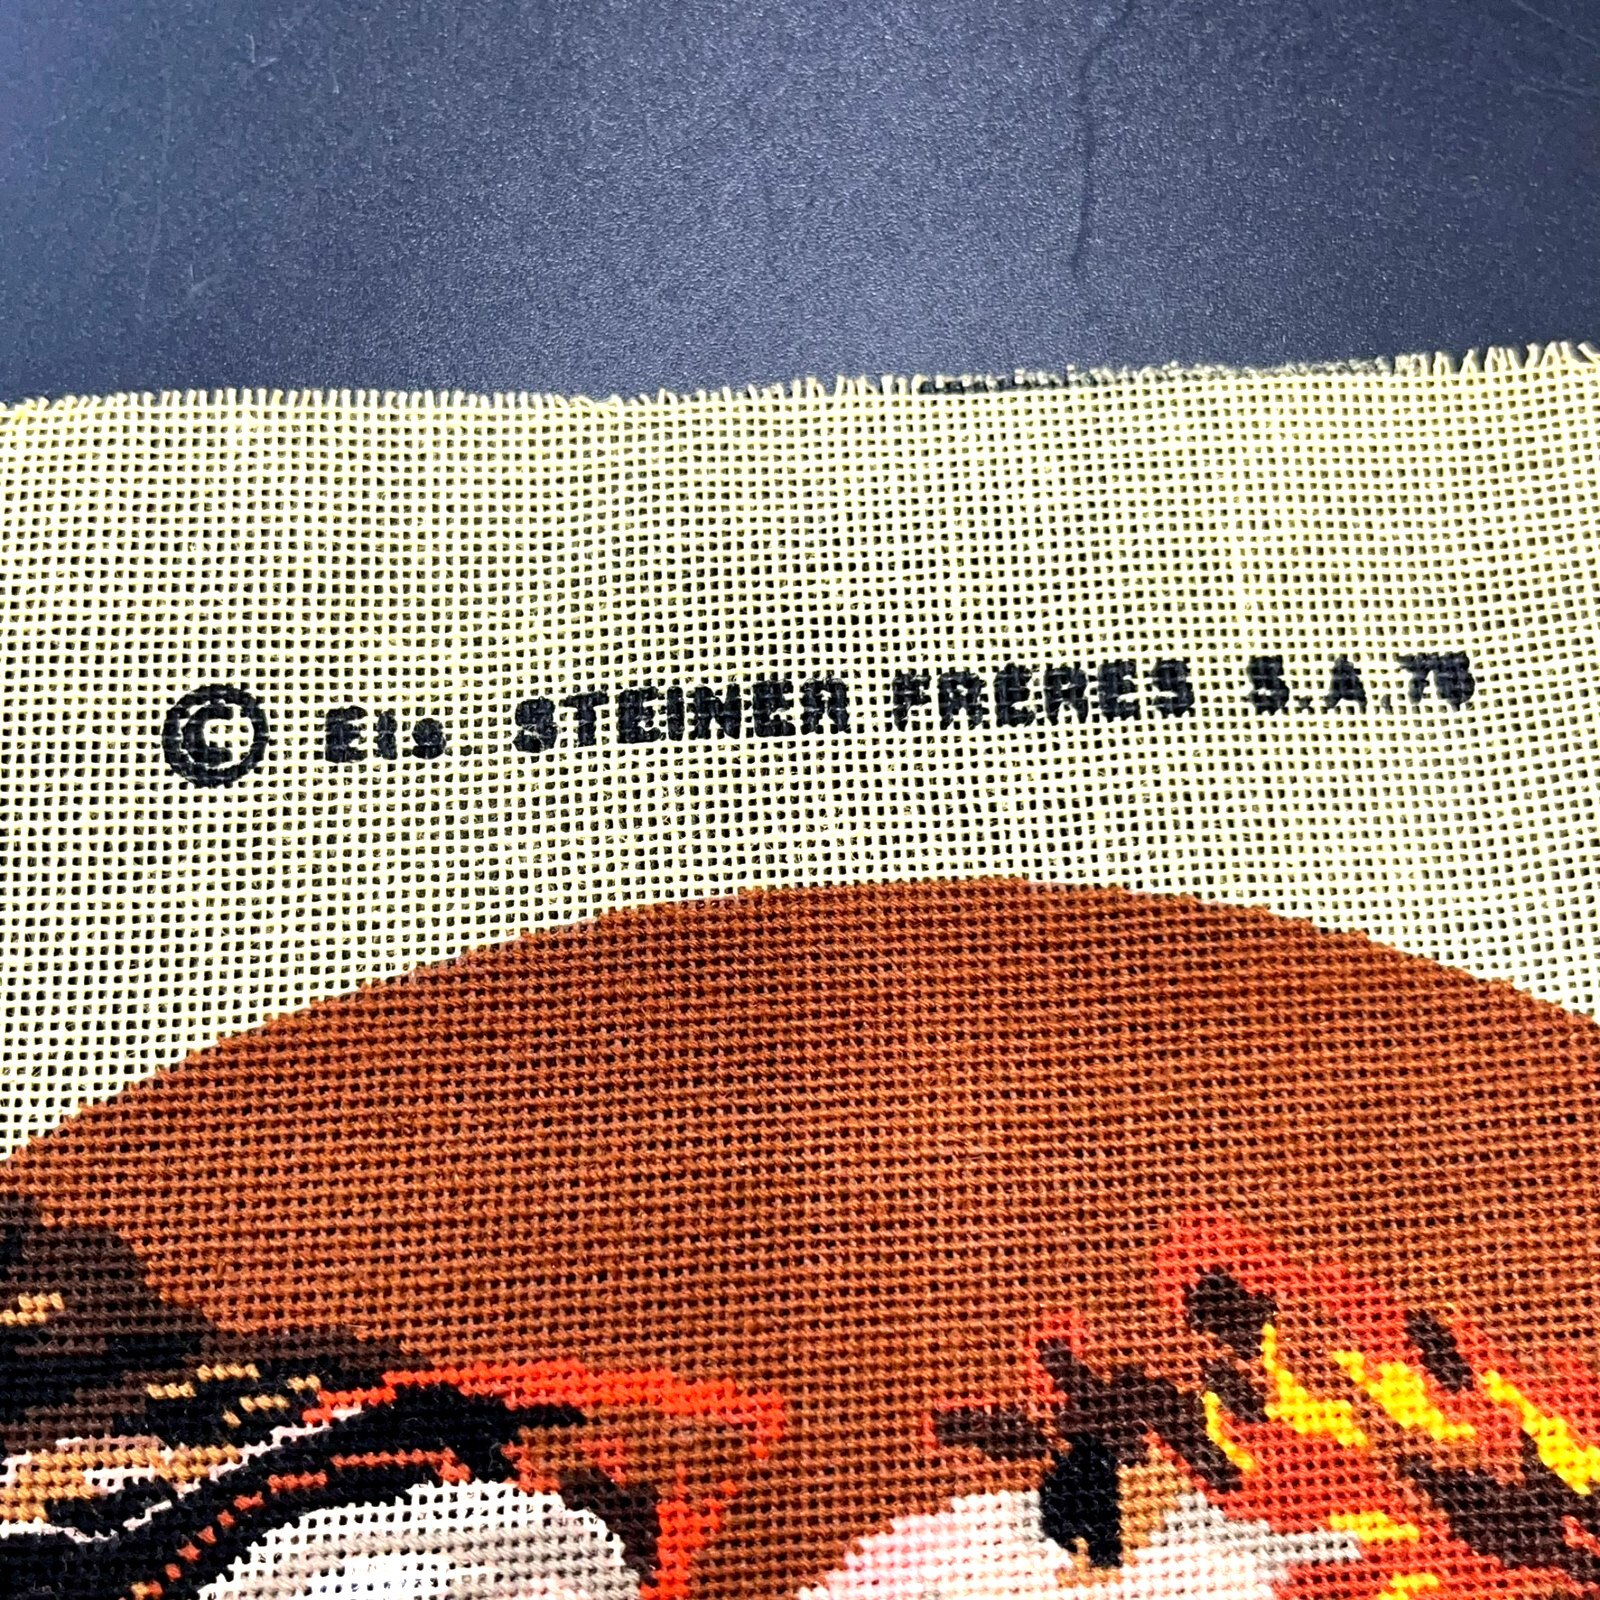 © Ets. STEINER FRERES S.A.78